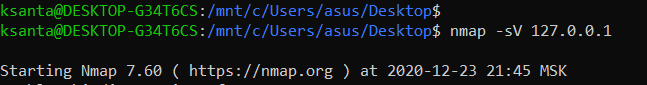 ksanta@DESKTOP-G34T6CS:/mnt/c/Users/asus/Desktop$
ksanta@DESKTOP-G34T6CS:/mnt/c/Users/asus/Desktop$ nmap -sV 127.0.0.1
Starting Nmap 7.60 ( https://nmap.org ) at 2020-12-23 21:45 MSK